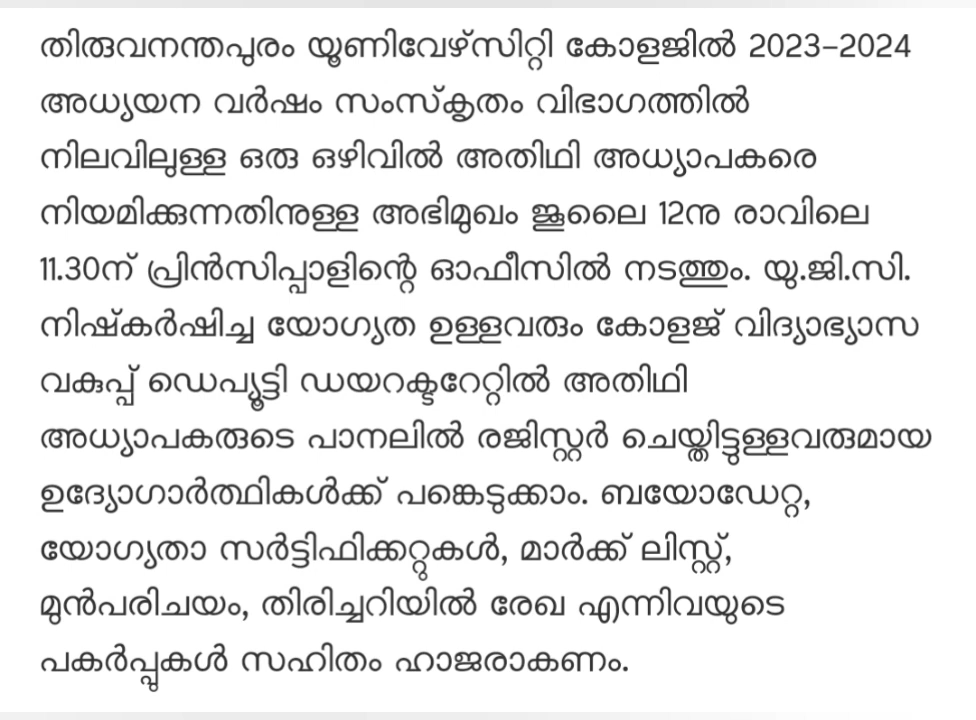 തിരുവനന്തപുരം യൂണിവേഴ്സിറ്റി കോളജിൽ 2023–2024
അധ്യയന വർഷം സംസ്കൃതം വിഭാഗത്തിൽ
നിലവിലുള്ള ഒരു ഒഴിവിൽ അതിഥി അധ്യാപകരെ
നിയമിക്കുന്നതിനുള്ള അഭിമുഖം ജൂലൈ 12നു രാവിലെ
11.30ന് പ്രിൻസിപ്പാളിന്റെ ഓഫീസിൽ നടത്തും. യു.ജി.സി.
നിഷ്കർഷിച്ച യോഗ്യത ഉള്ളവരും കോളജ് വിദ്യാഭ്യാസ
വകുപ്പ് ഡെപ്യൂട്ടി ഡയറക്ടറേറ്റിൽ അതിഥി
അധ്യാപകരുടെ പാനലിൽ രജിസ്റ്റർ ചെയ്തിട്ടുള്ളവരുമായ
ഉദ്യോഗാർത്ഥികൾക്ക് പങ്കെടുക്കാം. ബയോഡേറ്റ,
യോഗ്യതാ സർട്ടിഫിക്കറ്റുകൾ, മാർക്ക് ലിസ്റ്റ്,
മുൻപരിചയം, തിരിച്ചറിയിൽ രേഖ എന്നിവയുടെ
പകർപ്പുകൾ സഹിതം ഹാജരാകണം.